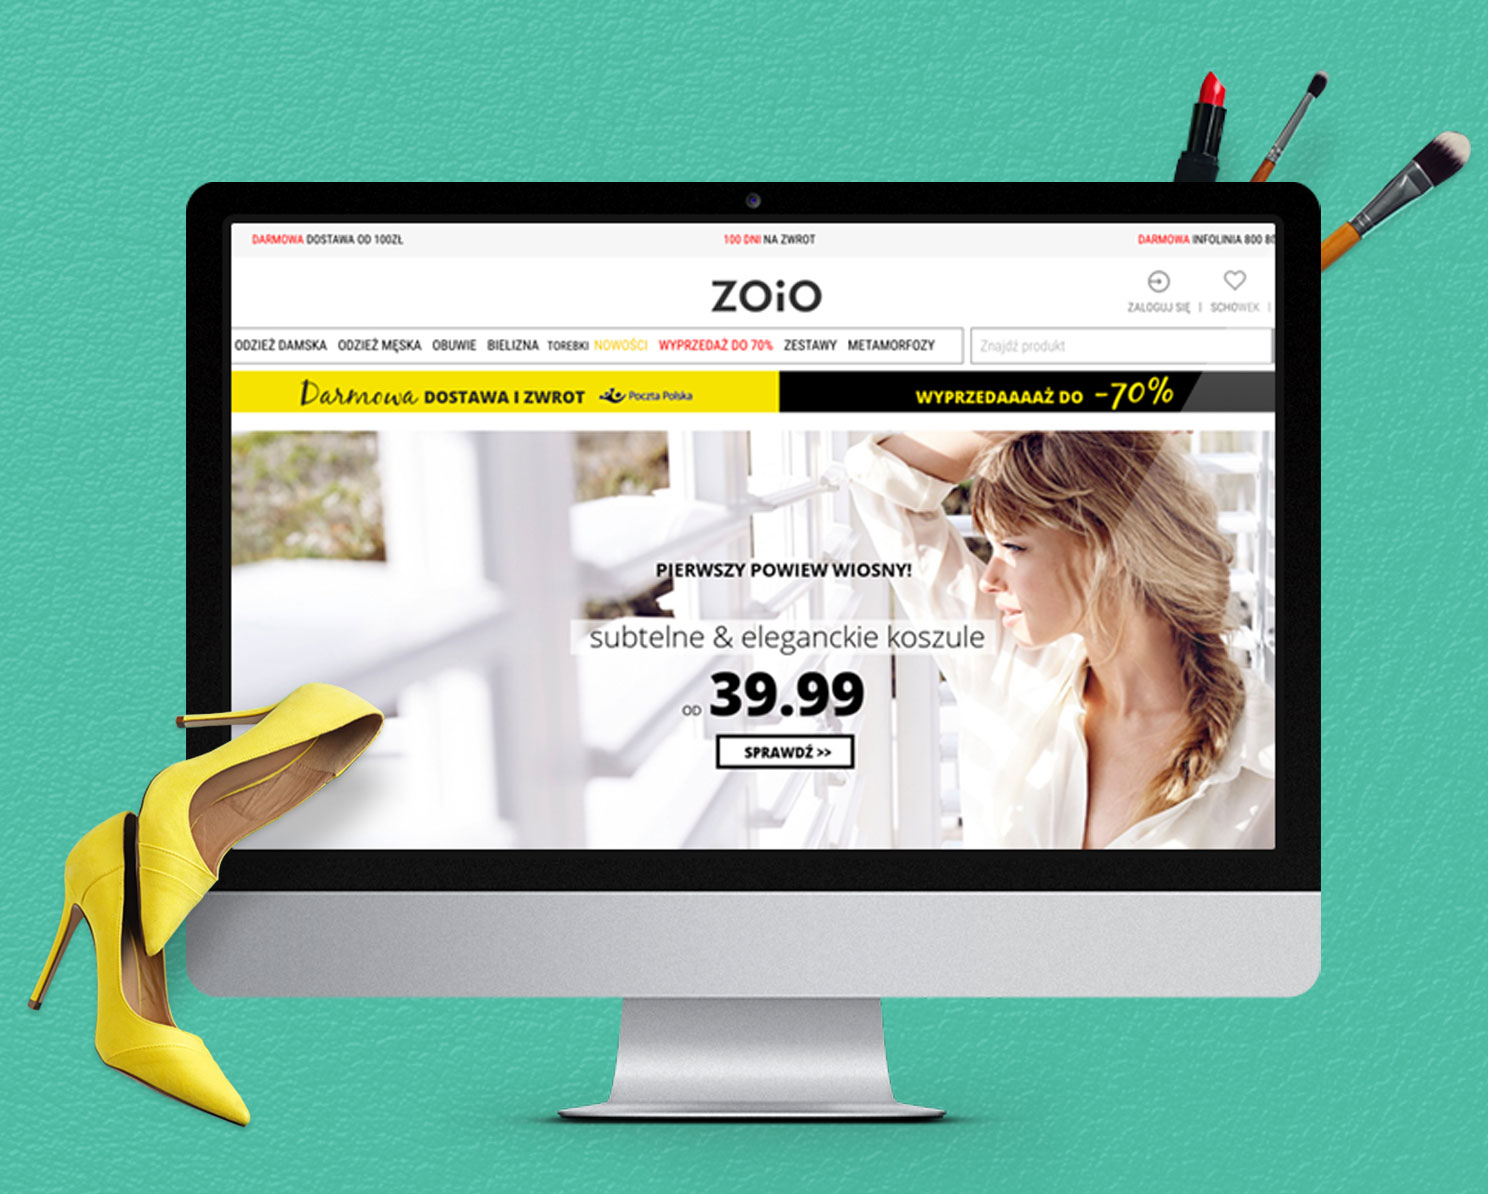 DARMOWA DOSTAWA OD 100ZŁ
100 DNI NA ZWROT
DARMOWA INFOLINIA 800
ZOiO
ZALOGUJ SIĘ | SCHOWEK |
ODZIEŻ DAMSKA ODZIEŻ MĘSKA OBUWIE BIELIZNA TOREBKI NOWOŚCI WYPRZEDAŻ DO 70% ZESTAWY METAMORFOZY
Znajdź produkt
Darmowa DOSTAWA I ZWROT Poczta Polska
WYPRZEDAAAAŻ DO -70%
PIERWSZY POWIEW WIOSNY!
subtelne & eleganckie koszule
OD 39.99
SPRAWDŹ >>